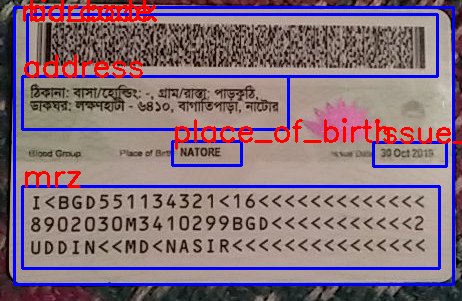 address
ঠিকানা: বাসা/হোল্ডিং: -, গ্রাম/রাস্তা: পাড়কুঠি,
ডাকঘর: লক্ষণহাটী - ৬৪১০, বাগাতিপাড়া, নাটোর
place_of_birth
issue_
Blood Group Place of Birth NATORE Issue Date 30 Oct 2019
mrz
I<BGD551134321<16<<<<<<<<<<<<<<
8902030M3410299BGD<<<<<<<<<<<2
UDDIN<<MD<NASIR<<<<<<<<<<<<<<<